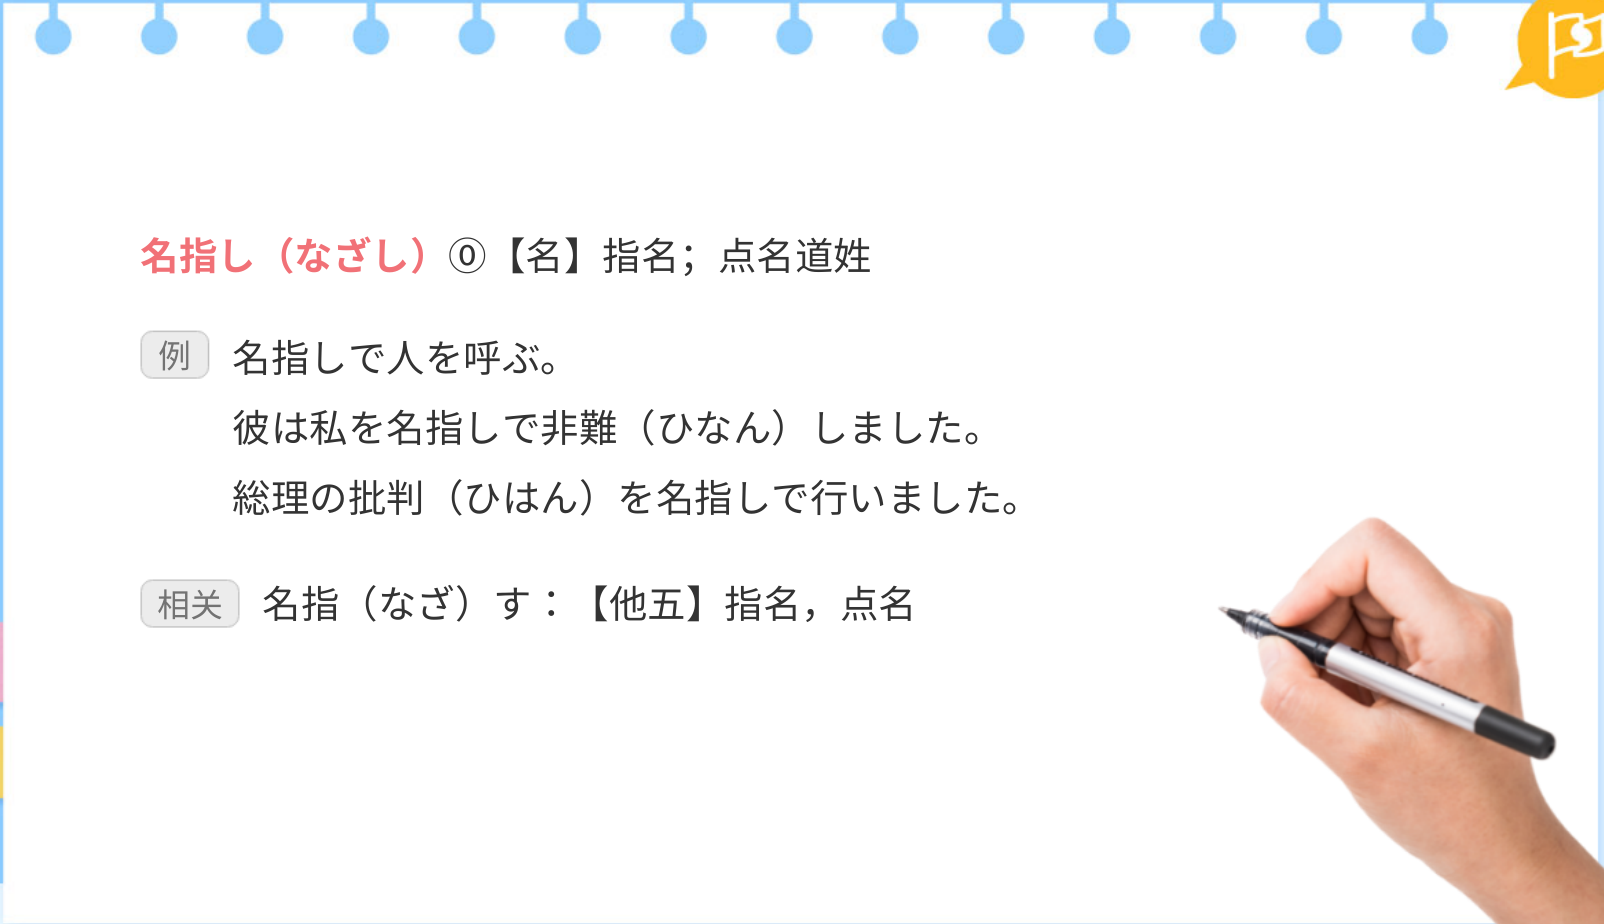 名指し（なざし）⓪【名】指名；点名道姓
例 名指しで人を呼ぶ。
彼は私を名指しで非難（ひなん）しました。
総理の批判（ひはん）を名指しで行いました。
相关 名指（なざ）す：【他五】指名，点名